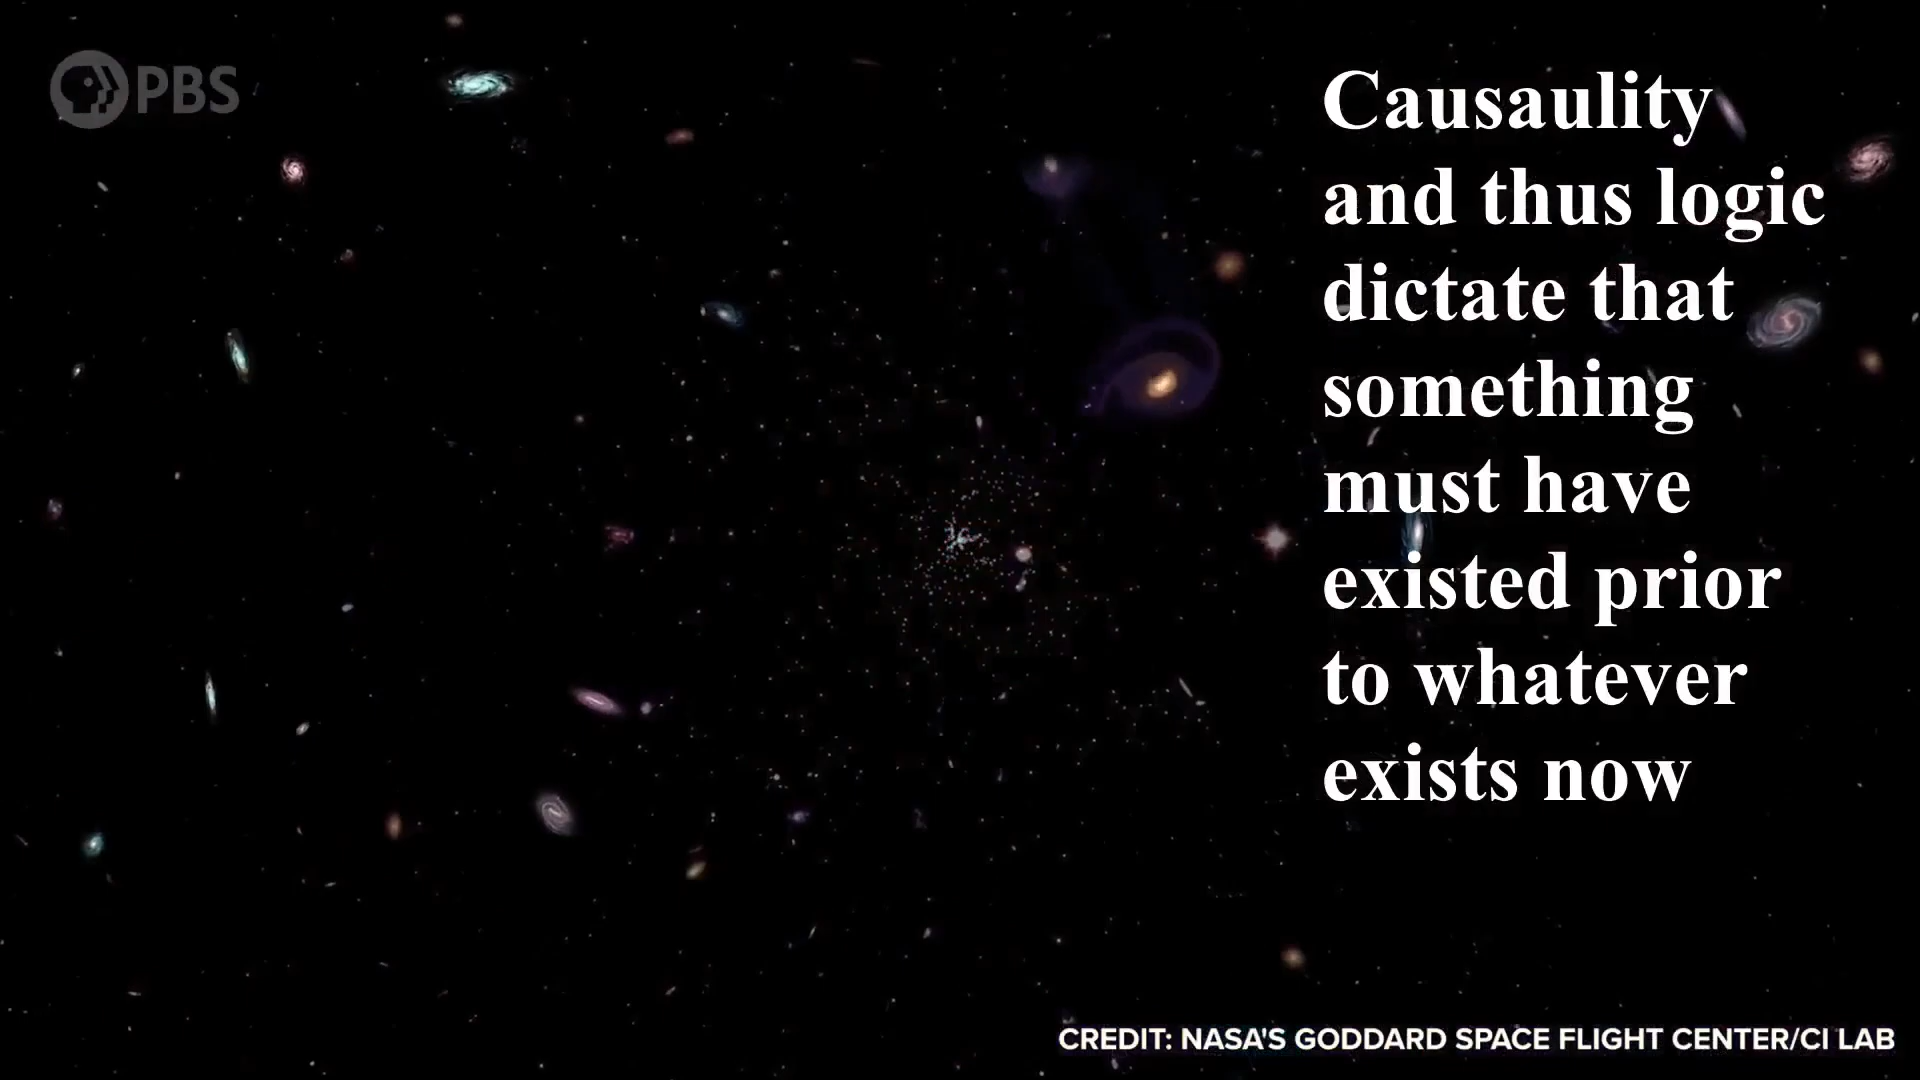 PBS
Causaulity
and thus logic
dictate that
something
must have
existed prior
to whatever
exists now
CREDIT: NASA'S GODDARD SPACE FLIGHT CENTER/CI LAB